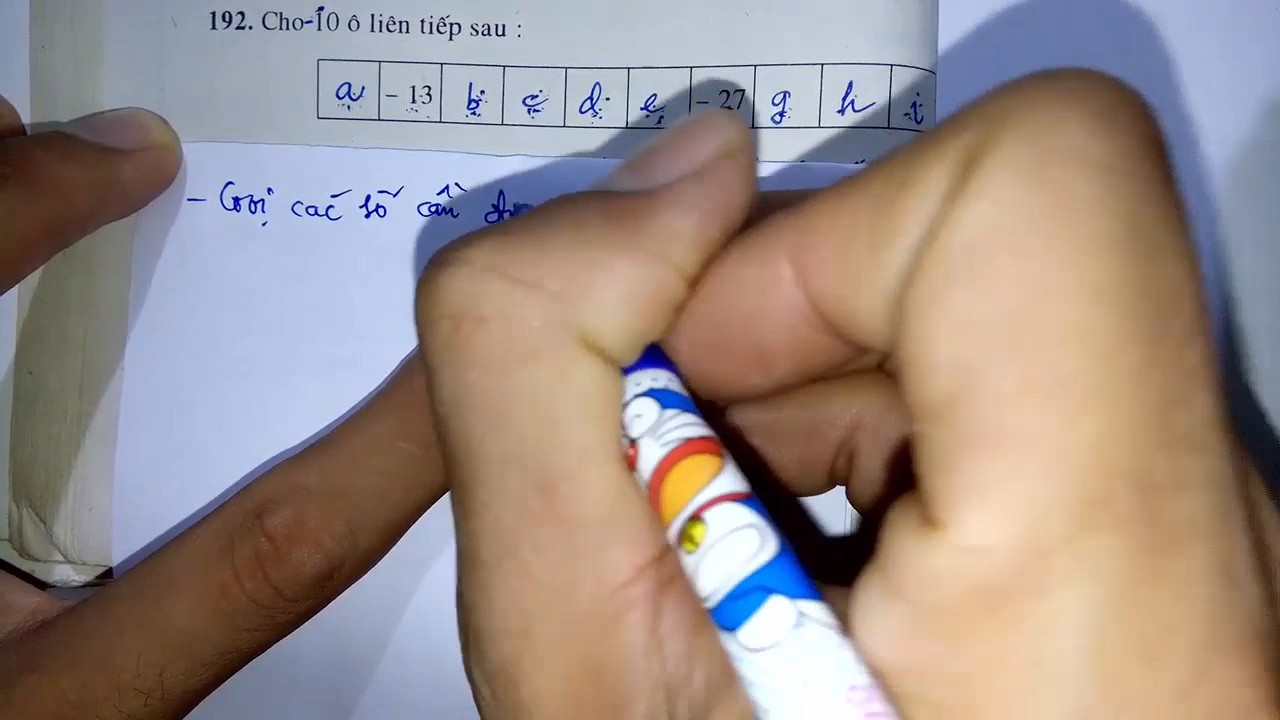 192. Cho 10 ô liên tiếp sau :
a - 13 b c d e - 27 g h i
- Gọi các số cần